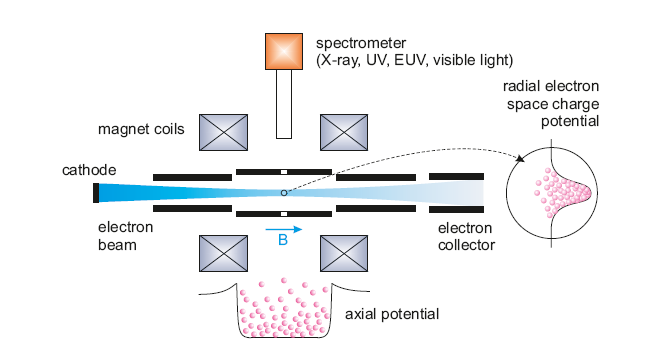 spectrometer
(X-ray, UV, EUV, visible light)
radial electron
space charge
potential
magnet coils
cathode
electron
beam
B
electron
collector
axial potential